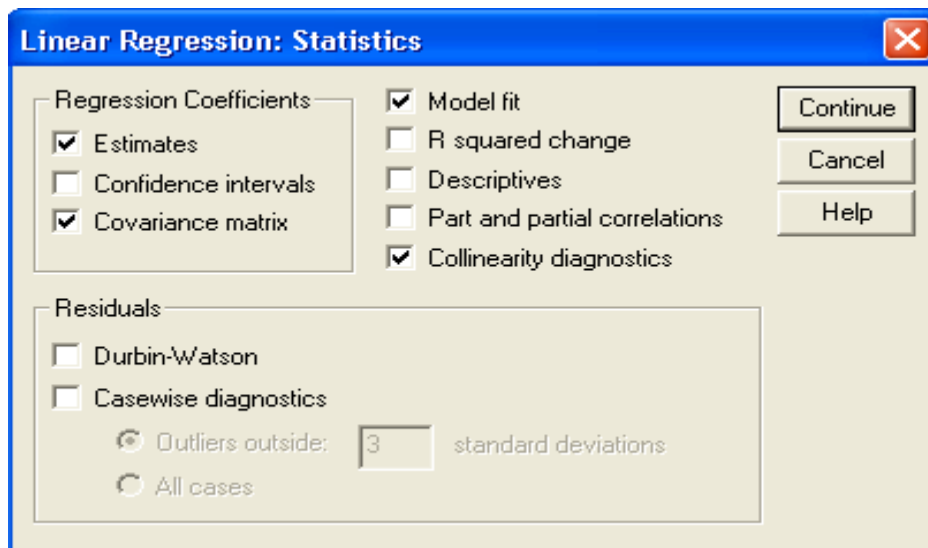 Linear Regression: Statistics
Regression Coefficients
Estimates
Confidence intervals
Covariance matrix
Model fit
R squared change
Descriptives
Part and partial correlations
Collinearity diagnostics
Continue
Cancel
Help
Residuals
Durbin-Watson
Casewise diagnostics
Outliers outside: 3 standard deviations
All cases